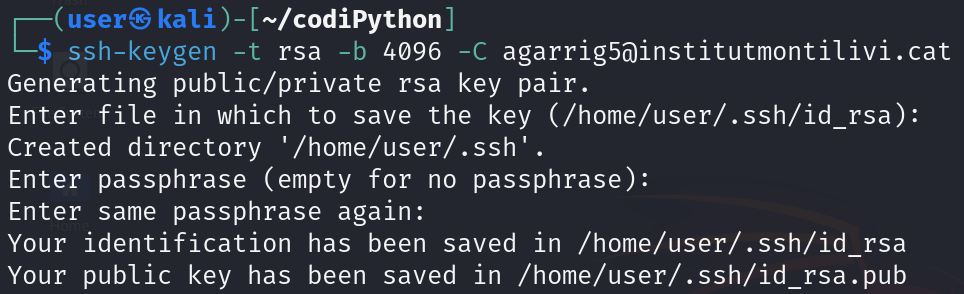 ┌──(user㉿kali)-[~/codiPython]
└─$ ssh-keygen -t rsa -b 4096 -C agarrig5@institutmontilivi.cat
Generating public/private rsa key pair.
Enter file in which to save the key (/home/user/.ssh/id_rsa):
Created directory '/home/user/.ssh'.
Enter passphrase (empty for no passphrase):
Enter same passphrase again:
Your identification has been saved in /home/user/.ssh/id_rsa
Your public key has been saved in /home/user/.ssh/id_rsa.pub